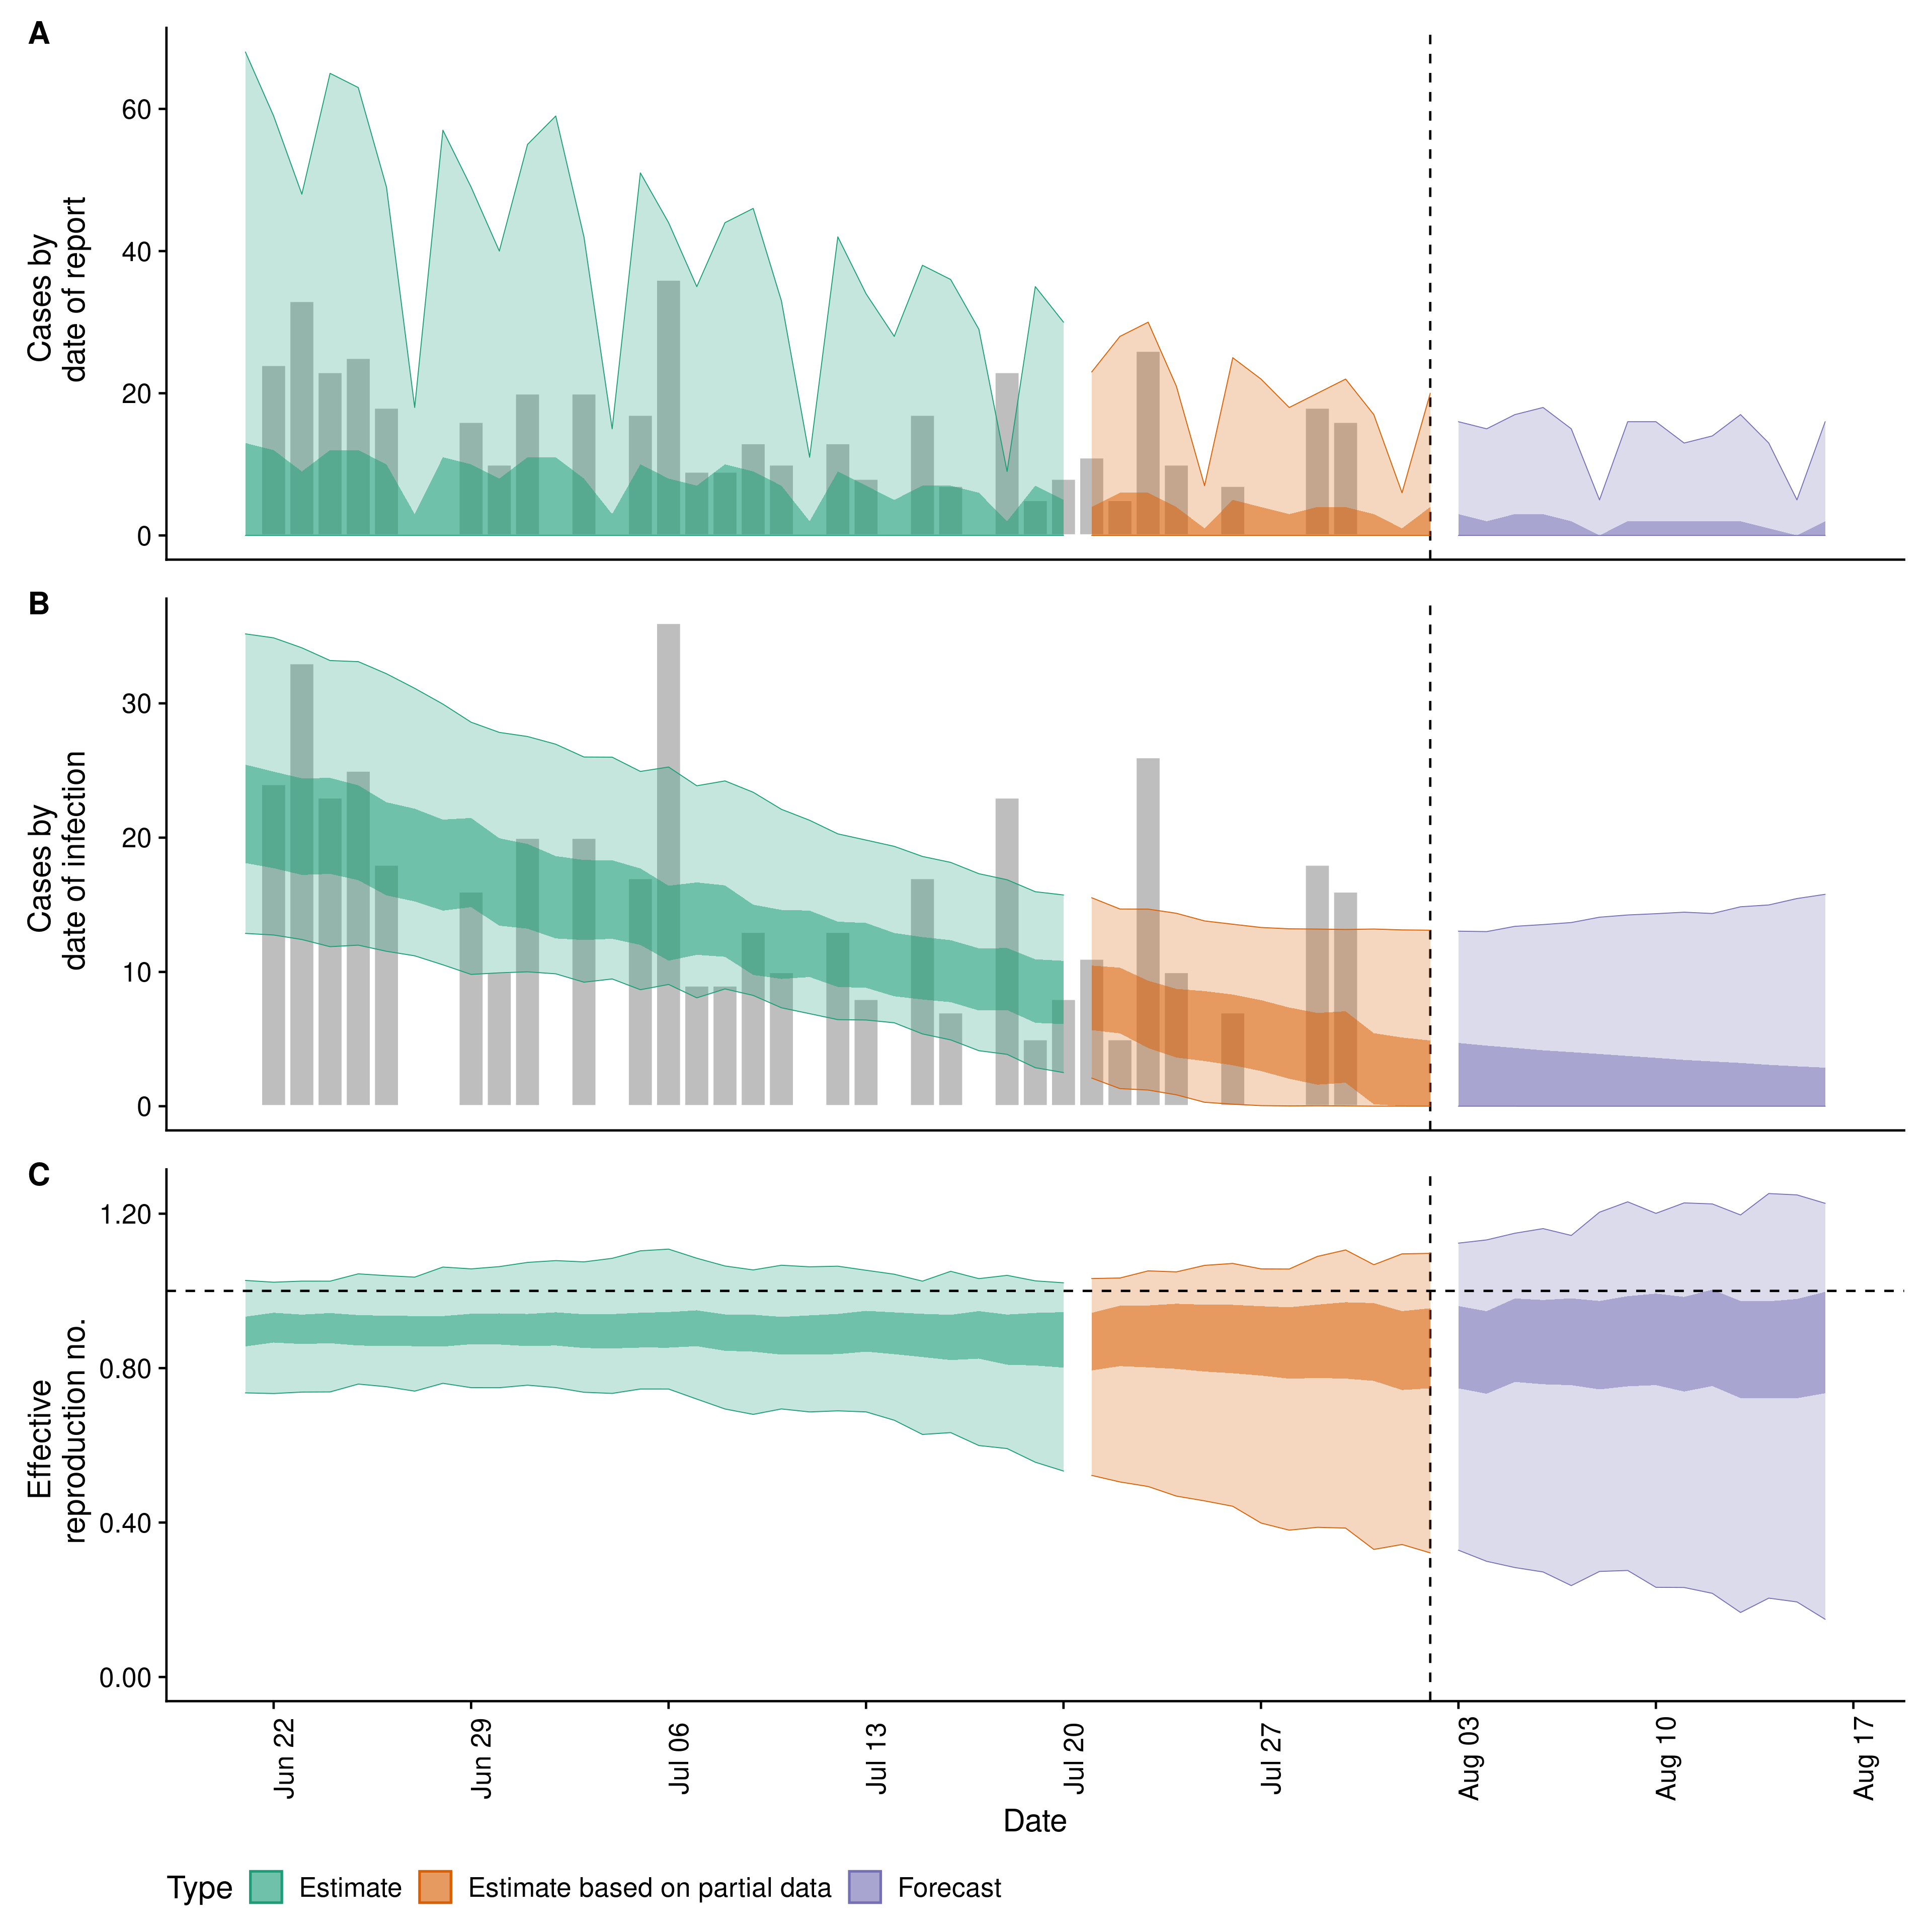 A
Cases by
date of report
60
40
20
0
B
Cases by
date of infection
30
20
10
0
C
Effective
reproduction no.
1.20
0.80
0.40
0.00
Jun 22
Jun 29
Jul 06
Jul 13
Jul 20
Jul 27
Aug 03
Aug 10
Aug 17
Date
Type Estimate Estimate based on partial data Forecast